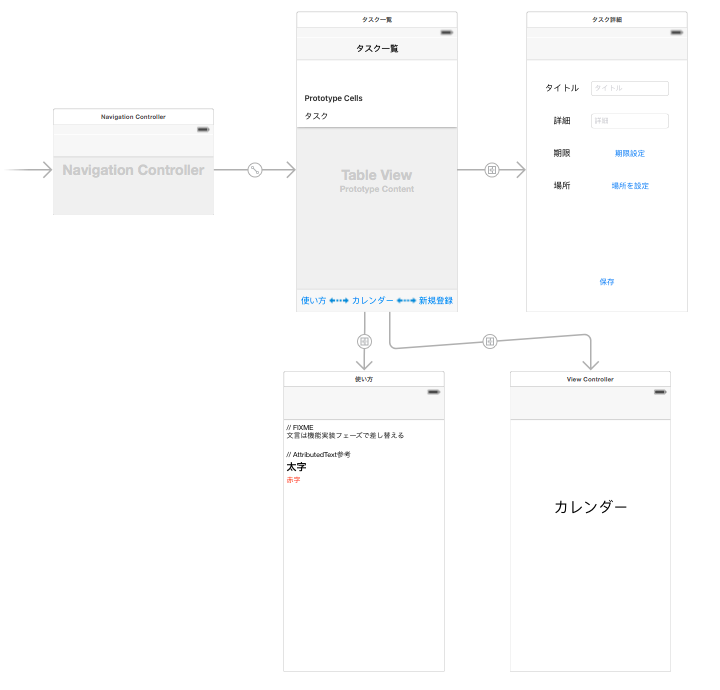 Navigation Controller
Navigation Controller
タスク一覧
タスク一覧
Prototype Cells
タスク
Table View
Prototype Content
使い方 カレンダー 新規登録
タスク詳細
タイトル タイトル
詳細 詳細
期限 期限設定
場所 場所を設定
保存
使い方
// FIXME
文言は機能実装フェーズで差し替える
// AttributedText参考
太字
赤字
View Controller
カレンダー